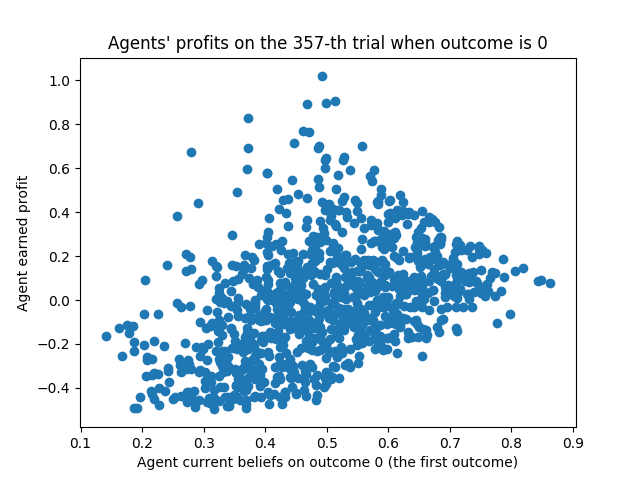 Agents' profits on the 357-th trial when outcome is 0
1.0
0.8
0.6
0.4
0.2
0.0
−0.2
−0.4
Agent earned profit
0.1 0.2 0.3 0.4 0.5 0.6 0.7 0.8 0.9
Agent current beliefs on outcome 0 (the first outcome)